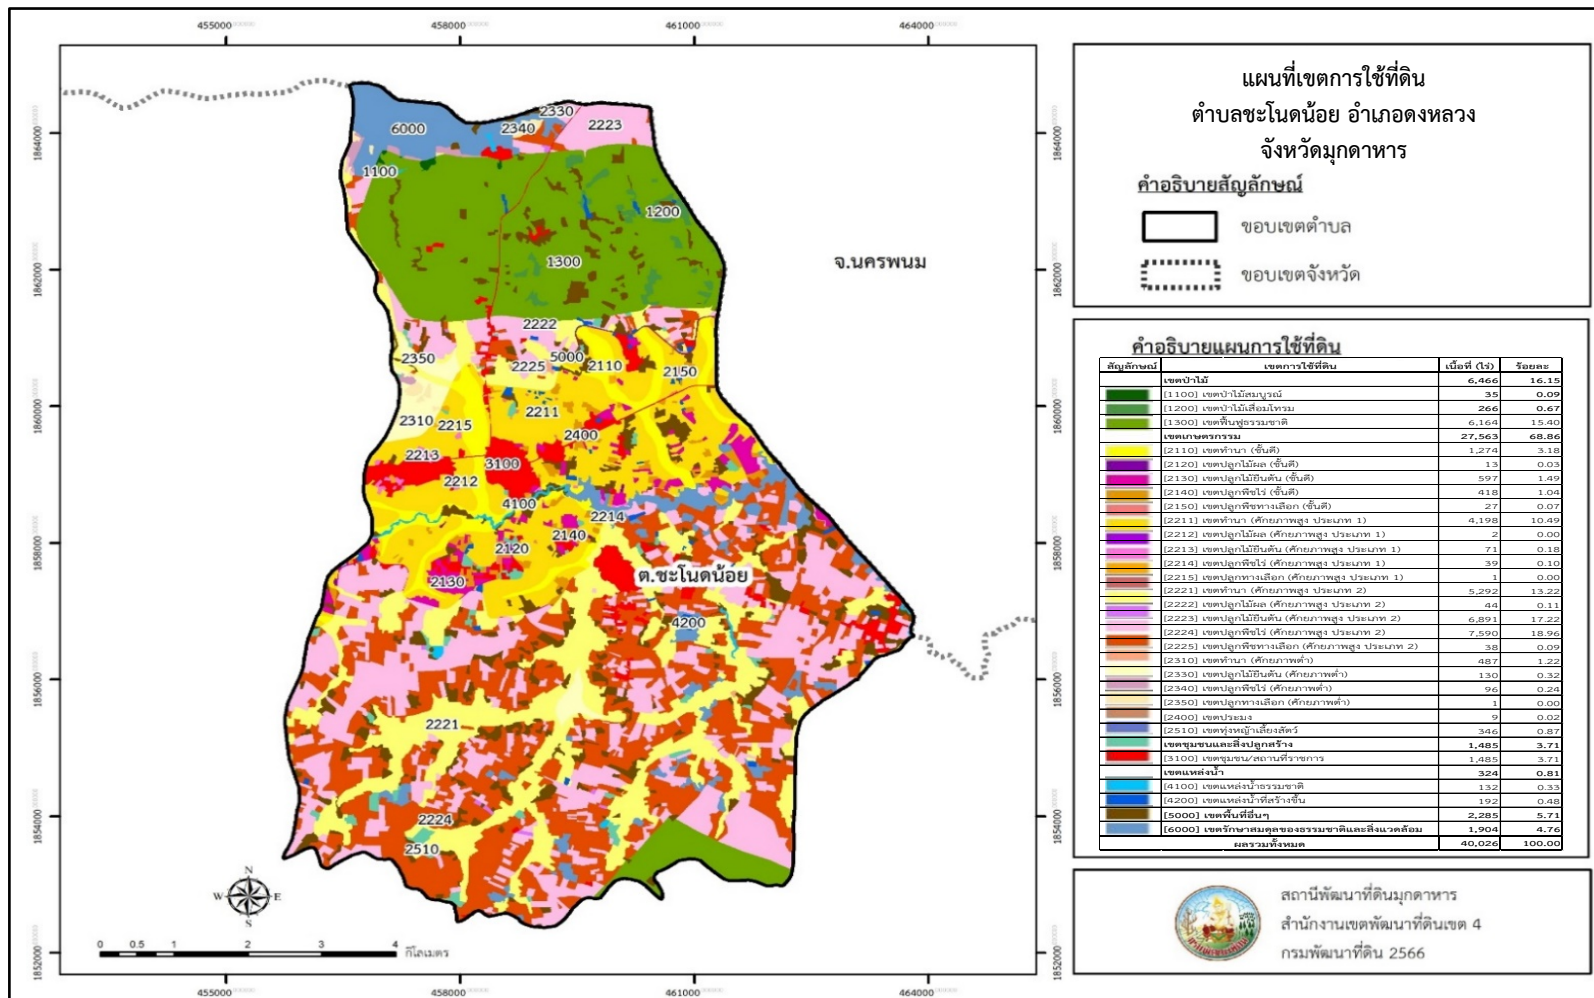 455000
458000
461000
464000
1864000
1862000
1860000
1858000
1856000
1854000
1852000
1864000
1862000
1860000
1858000
1856000
1854000
1852000
2330
6000
2340
2223
1100
1200
1300
จ.นครพนม
2222
2350
5000
2225
2110
2150
2310
2211
2215
2400
2213
3100
2212
4100
2214
2140
2120
2130
ต.ชะโนดน้อย
4200
2221
2224
2510
N
W
E
S
0 0.5 1 2 3 4
กิโลเมตร
455000
458000
461000
464000
แผนที่เขตการใช้ที่ดิน
ตำบลชะโนดน้อย อำเภอดงหลวง
จังหวัดมุกดาหาร
คำอธิบายสัญลักษณ์
ขอบเขตตำบล
ขอบเขตจังหวัด
คำอธิบายแผนการใช้ที่ดิน
สัญลักษณ์ เขตการใช้ที่ดิน เนื้อที่ (ไร่) ร้อยละ
เขตป่าไม้ 6,466 16.15
[1100] เขตป่าไม้สมบูรณ์ 35 0.09
[1200] เขตป่าไม้เสื่อมโทรม 266 0.67
[1300] เขตฟื้นฟูธรรมชาติ 6,164 15.40
เขตเกษตรกรรม 27,563 68.86
[2110] เขตทำนา (ชั้นดี) 1,274 3.18
[2120] เขตปลูกไม้ผล (ชั้นดี) 13 0.03
[2130] เขตปลูกไม้ยืนต้น (ชั้นดี) 597 1.49
[2140] เขตปลูกพืชไร่ (ชั้นดี) 418 1.04
[2150] เขตปลูกพืชทางเลือก (ชั้นดี) 27 0.07
[2211] เขตทำนา (ศักยภาพสูง ประเภท 1) 4,198 10.49
[2212] เขตปลูกไม้ผล (ศักยภาพสูง ประเภท 1) 2 0.00
[2213] เขตปลูกไม้ยืนต้น (ศักยภาพสูง ประเภท 1) 71 0.18
[2214] เขตปลูกพืชไร่ (ศักยภาพสูง ประเภท 1) 39 0.10
[2215] เขตปลูกทางเลือก (ศักยภาพสูง ประเภท 1) 1 0.00
[2221] เขตทำนา (ศักยภาพสูง ประเภท 2) 5,292 13.22
[2222] เขตปลูกไม้ผล (ศักยภาพสูง ประเภท 2) 44 0.11
[2223] เขตปลูกไม้ยืนต้น (ศักยภาพสูง ประเภท 2) 6,891 17.22
[2224] เขตปลูกพืชไร่ (ศักยภาพสูง ประเภท 2) 7,590 18.96
[2225] เขตปลูกพืชทางเลือก (ศักยภาพสูง ประเภท 2) 38 0.09
[2310] เขตทำนา (ศักยภาพต่ำ) 487 1.22
[2330] เขตปลูกไม้ยืนต้น (ศักยภาพต่ำ) 130 0.32
[2340] เขตปลูกพืชไร่ (ศักยภาพต่ำ) 96 0.24
[2350] เขตปลูกทางเลือก (ศักยภาพต่ำ) 1 0.00
[2400] เขตประมง 9 0.02
[2510] เขตทุ่งหญ้าเลี้ยงสัตว์ 346 0.87
เขตชุมชนและสิ่งปลูกสร้าง 1,485 3.71
[3100] เขตชุมชน/สถานที่ราชการ 1,485 3.71
เขตแหล่งน้ำ 324 0.81
[4100] เขตแหล่งน้ำธรรมชาติ 132 0.33
[4200] เขตแหล่งน้ำที่สร้างขึ้น 192 0.48
[5000] เขตพื้นที่อื่นๆ 2,285 5.71
[6000] เขตรักษาสมดุลของธรรมชาติและสิ่งแวดล้อม 1,904 4.76
ผลรวมทั้งหมด 40,026 100.00
สถานีพัฒนาที่ดินมุกดาหาร
สำนักงานเขตพัฒนาที่ดินเขต 4
กรมพัฒนาที่ดิน 2566